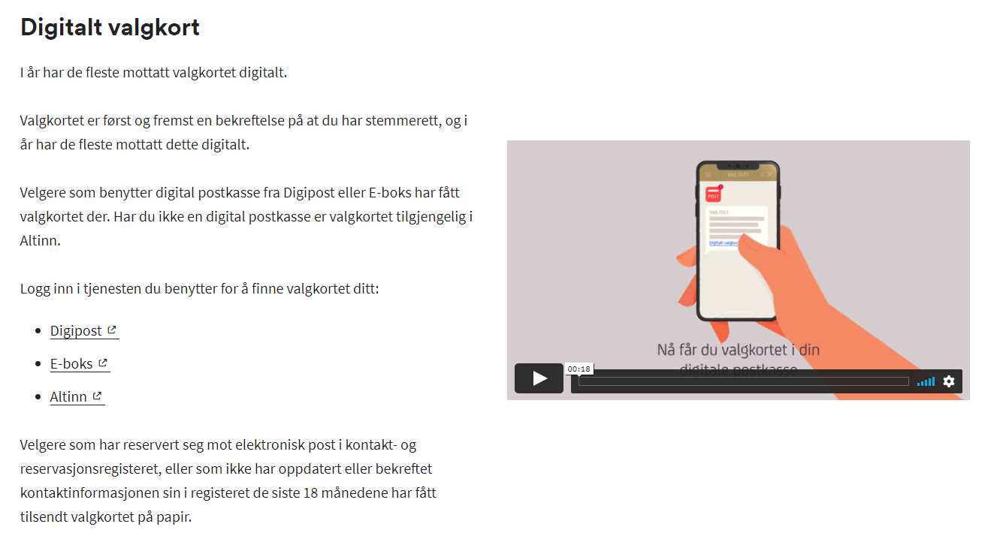 Digitalt valgkort
I år har de fleste mottatt valgkortet digitalt.
Valgkortet er først og fremst en bekreftelse på at du har stemmerett, og i
år har de fleste mottatt dette digitalt.
Velgere som benytter digital postkasse fra Digipost eller E-boks har fått
valgkortet der. Har du ikke en digital postkasse er valgkortet tilgjengelig i
Altinn.
Logg inn i tjenesten du benytter for å finne valgkortet ditt:
Digipost
E-boks
Altinn
Velgere som har reservert seg mot elektronisk post i kontakt- og
reservasjonsregisteret, eller som ikke har oppdatert eller bekreftet
kontaktinformasjonen sin i registeret de siste 18 månedene har fått
tilsendt valgkortet på papir.
Valg 2021
POST
Valg 2021
Digitalt valgkort
Nå får du valgkortet i din
digitale postkasse
00:18